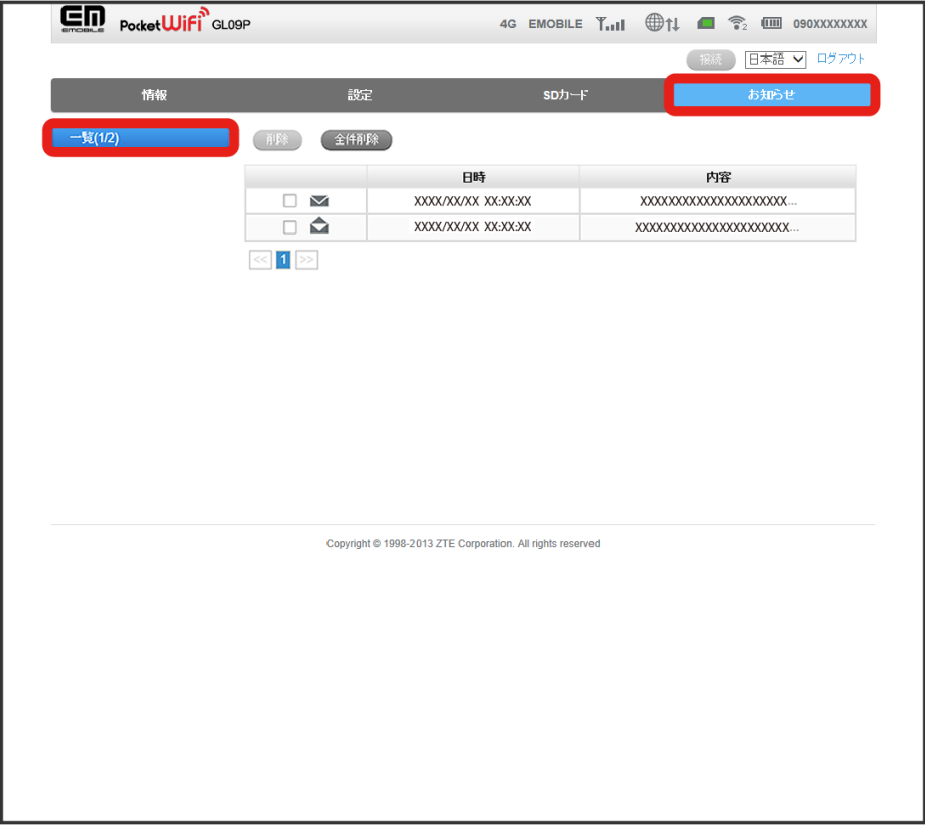 EM EMOBILE Pocket WiFi GL09P 4G EMOBILE 2 090XXXXXXXX
接続 日本語 ログアウト
情報 設定 SDカード お知らせ
一覧(1/2) 削除 全件削除
日時 内容
XXXX/XX/XX XX:XX:XX XXXXXXXXXXXXXXXXXXXXX...
XXXX/XX/XX XX:XX:XX XXXXXXXXXXXXXXXXXXXXXX...
<< 1 >>
Copyright © 1998-2013 ZTE Corporation. All rights reserved